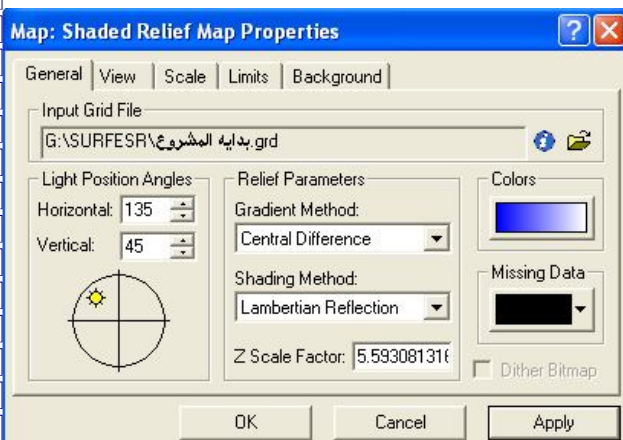 Map: Shaded Relief Map Properties
General View Scale Limits Background
Input Grid File
G:\SURFESR\بدايه المشروع.grd
Light Position Angles
Horizontal: 135
Vertical: 45
Relief Parameters
Gradient Method:
Central Difference
Shading Method:
Lambertian Reflection
Z Scale Factor: 5.593081316
Colors
Missing Data
Dither Bitmap
OK Cancel Apply